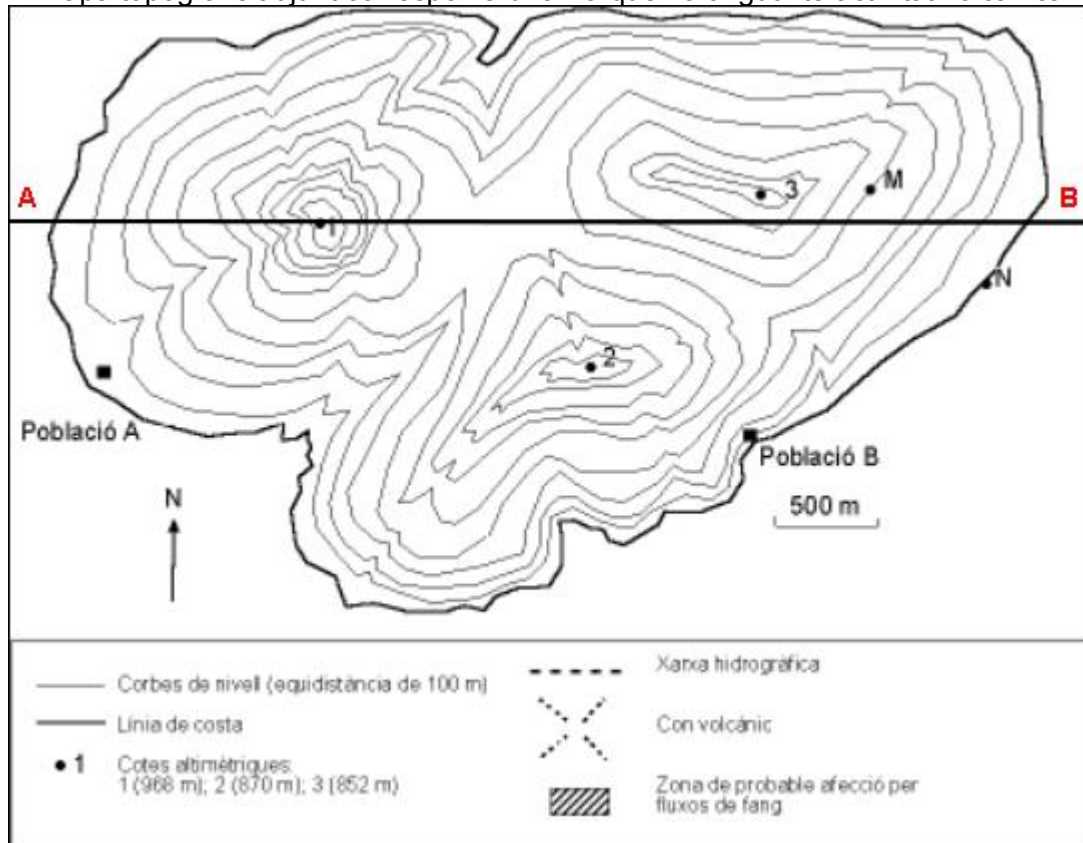 A
B
1
3
M
N
2
Població A
Població B
N
500 m
Corbes de nivell (equidistància de 100 m)
Línia de costa
1 Cotes altimètriques:
1 (968 m); 2 (870 m); 3 (852 m)
Xarxa hidrogràfica
Con volcánic
Zona de probable afecció per
fluxos de fang